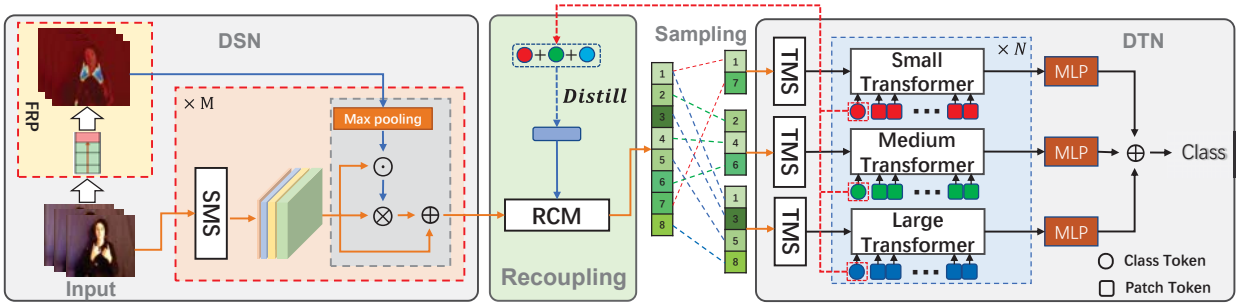 DSN
FRP
Input
× M
SMS
Max pooling
Distill
RCM
Recoupling
Sampling
1
2
3
4
5
6
7
8
1
7
2
4
6
1
3
5
8
DTN
TMS
TMS
TMS
× N
Small
Transformer
Medium
Transformer
Large
Transformer
MLP
MLP
MLP
Class
Class Token
Patch Token